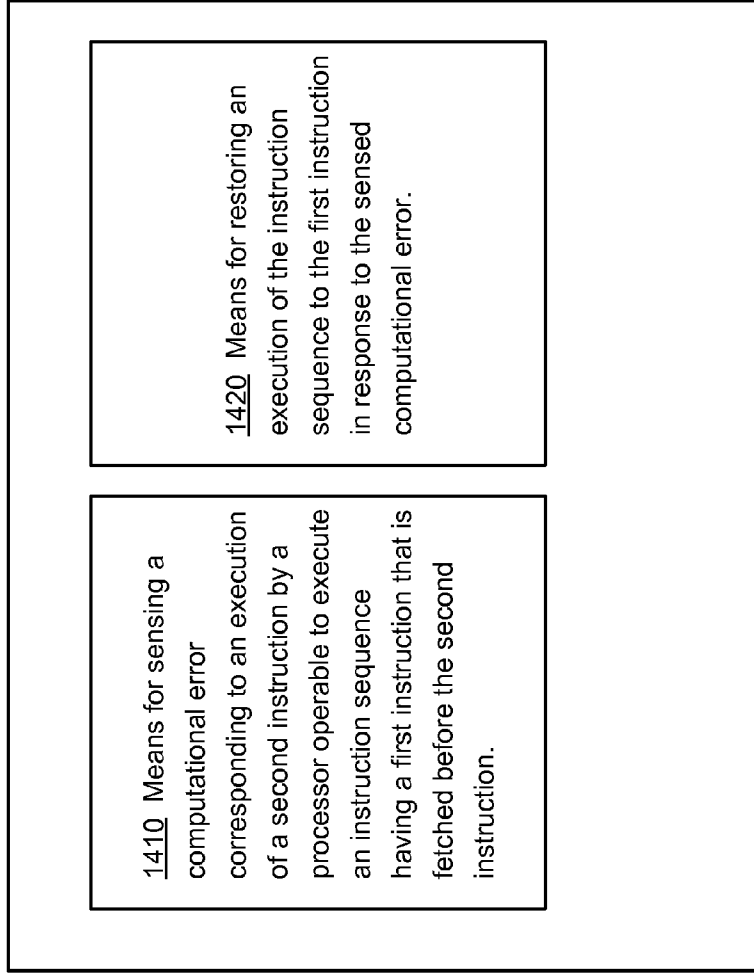 1410 Means for sensing a
computational error
corresponding to an execution
of a second instruction by a
processor operable to execute
an instruction sequence
having a first instruction that is
fetched before the second
instruction.
1420 Means for restoring an
execution of the instruction
sequence to the first instruction
in response to the sensed
computational error.